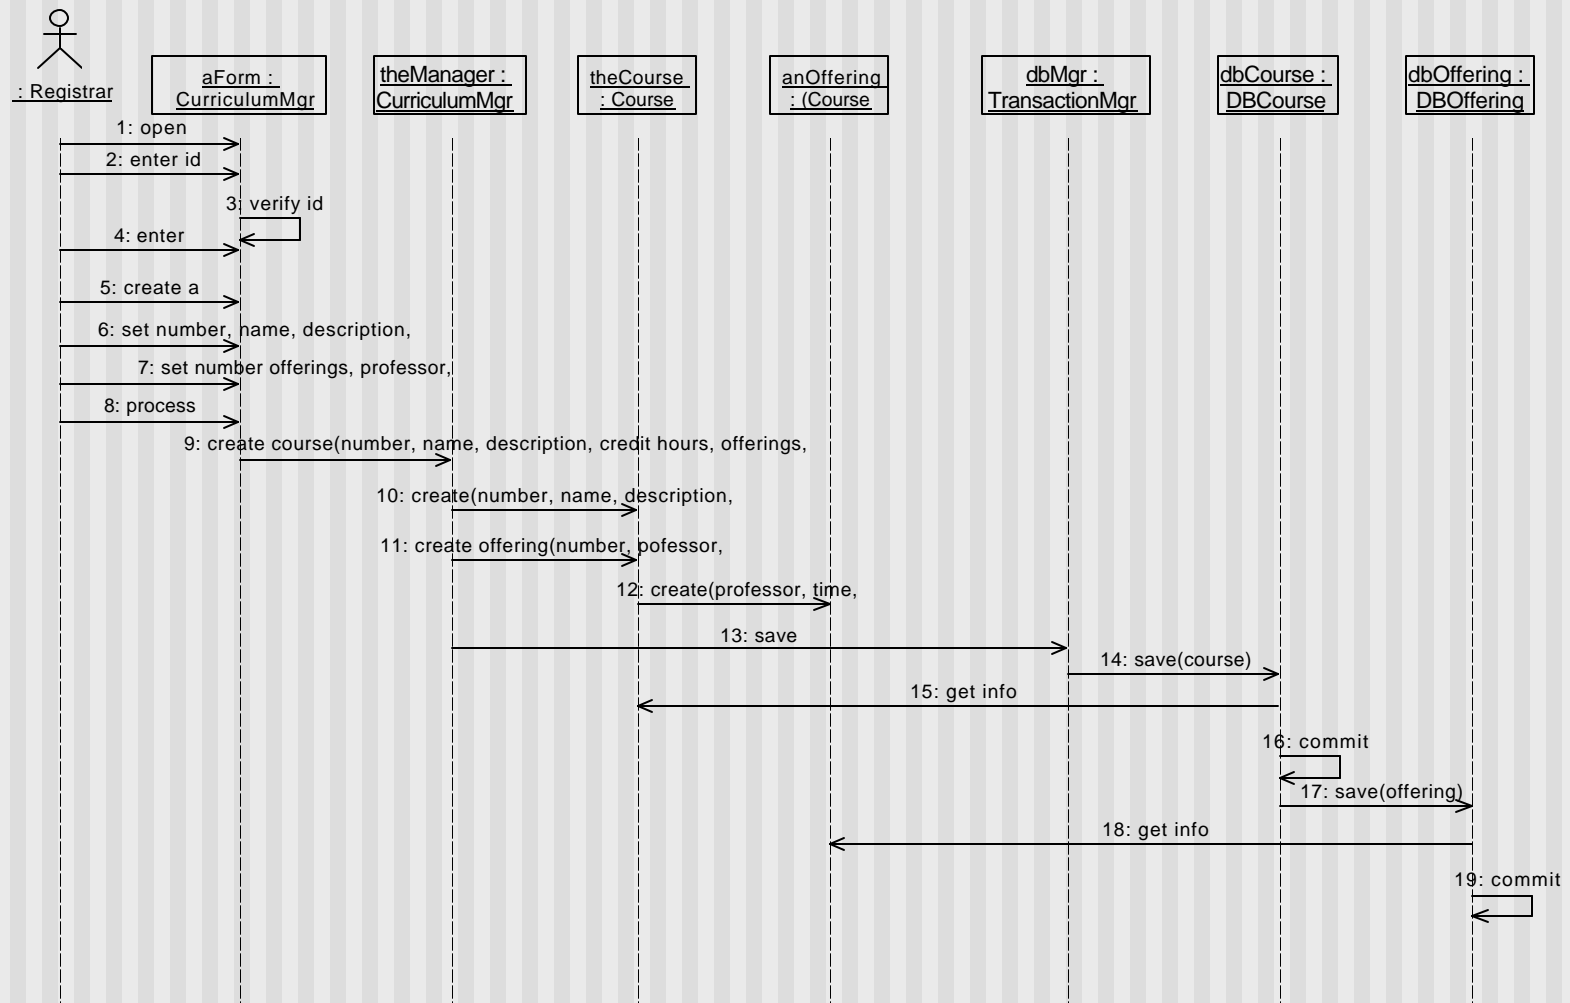 : Registrar
aForm :
CurriculumMgr
theManager :
CurriculumMgr
theCourse
: Course
anOffering
: (Course
dbMgr :
TransactionMgr
dbCourse :
DBCourse
dbOffering :
DBOffering
1: open
2: enter id
3: verify id
4: enter
5: create a
6: set number, name, description,
7: set number offerings, professor,
8: process
9: create course(number, name, description, credit hours, offerings,
10: create(number, name, description,
11: create offering(number, pofessor,
12: create(professor, time,
13: save
14: save(course)
15: get info
16: commit
17: save(offering)
18: get info
19: commit